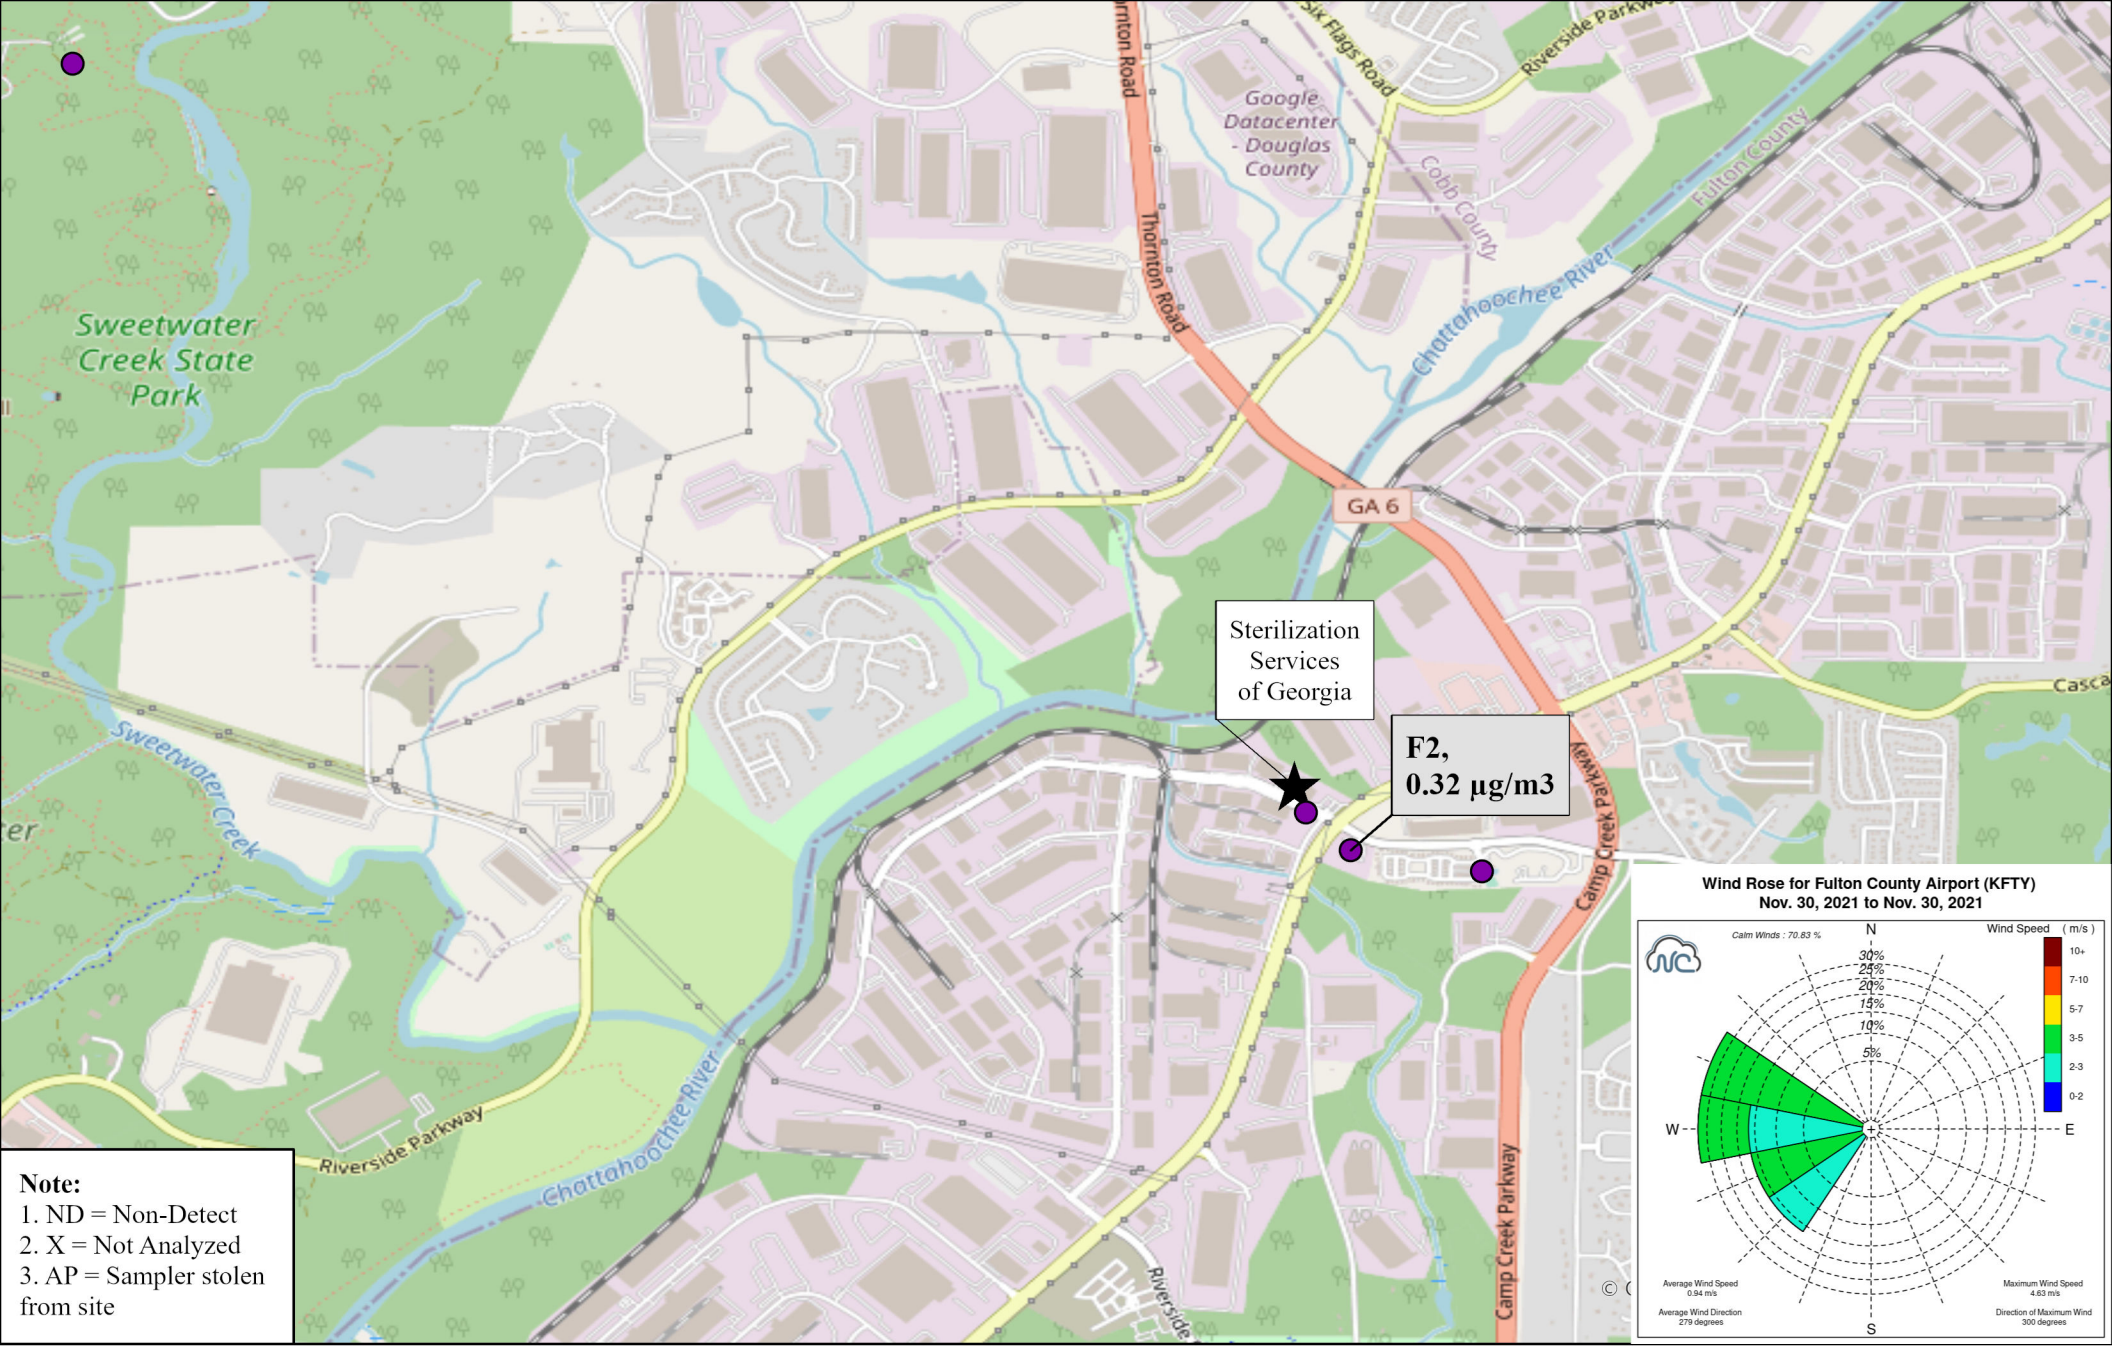 Thornton Road
Six Flags Road
Riverside Parkway
Google
Datacenter
- Douglas
County
Cobb County
Fulton County
Thornton Road
Chattahoochee River
Sweetwater
Creek State
Park
GA 6
Sterilization
Services
of Georgia
F2,
0.32 µg/m3
Camp Creek Parkway
Sweetwater Creek
Riverside Parkway
Chattahoochee River
Camp Creek Parkway
Riverside
©
Note:
1. ND = Non-Detect
2. X = Not Analyzed
3. AP = Sampler stolen
from site
Wind Rose for Fulton County Airport (KFTY)
Nov. 30, 2021 to Nov. 30, 2021
NC
Calm Winds : 70.83 %
N
Wind Speed ( m/s )
30%
25%
20%
15%
10%
5%
10+
7-10
5-7
3-5
2-3
0-2
W
E
S
Average Wind Speed
0.94 m/s
Average Wind Direction
279 degrees
Maximum Wind Speed
4.63 m/s
Direction of Maximum Wind
300 degrees